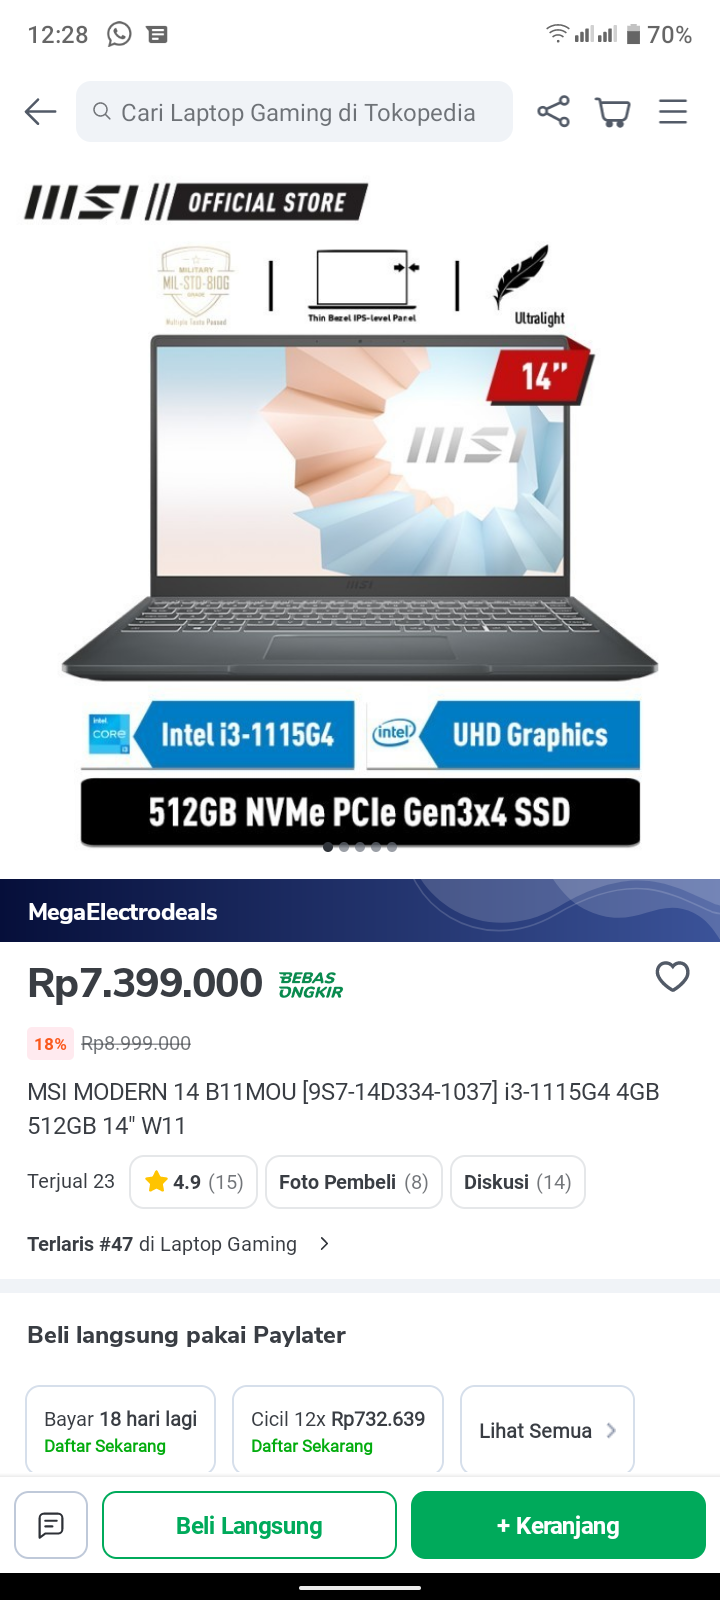 12:28
70%
Cari Laptop Gaming di Tokopedia
msi OFFICIAL STORE
MILITARY
MIL-STD-810G
GRADE
Multiple Tests Passed
Thin Bezel IPS-level Panel
Ultralight
14”
msi
msi
intel
CORE
i3
Intel i3-1115G4
intel
UHD Graphics
512GB NVMe PCIe Gen3x4 SSD
MegaElectrodeals
Rp7.399.000 BEBAS ONGKIR
18% Rp8.999.000
MSI MODERN 14 B11MOU [9S7-14D334-1037] i3-1115G4 4GB
512GB 14" W11
Terjual 23 4.9 (15) Foto Pembeli (8) Diskusi (14)
Terlaris #47 di Laptop Gaming
Beli langsung pakai Paylater
Bayar 18 hari lagi
Daftar Sekarang
Cicil 12x Rp732.639
Daftar Sekarang
Lihat Semua
Beli Langsung
+ Keranjang